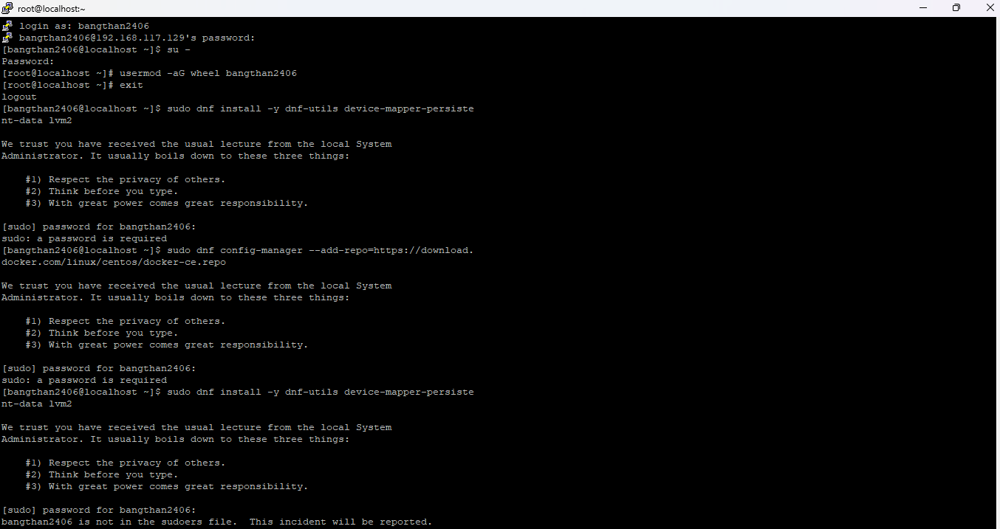 root@localhost:~
login as: bangthan2406
bangthan2406@192.168.117.129's password:
[bangthan2406@localhost ~]$ su -
Password:
[root@localhost ~]# usermod -aG wheel bangthan2406
[root@localhost ~]# exit
logout
[bangthan2406@localhost ~]$ sudo dnf install -y dnf-utils device-mapper-persiste
nt-data lvm2
We trust you have received the usual lecture from the local System
Administrator. It usually boils down to these three things:
#1) Respect the privacy of others.
#2) Think before you type.
#3) With great power comes great responsibility.
[sudo] password for bangthan2406:
sudo: a password is required
[bangthan2406@localhost ~]$ sudo dnf config-manager --add-repo=https://download.
docker.com/linux/centos/docker-ce.repo
We trust you have received the usual lecture from the local System
Administrator. It usually boils down to these three things:
#1) Respect the privacy of others.
#2) Think before you type.
#3) With great power comes great responsibility.
[sudo] password for bangthan2406:
sudo: a password is required
[bangthan2406@localhost ~]$ sudo dnf install -y dnf-utils device-mapper-persiste
nt-data lvm2
We trust you have received the usual lecture from the local System
Administrator. It usually boils down to these three things:
#1) Respect the privacy of others.
#2) Think before you type.
#3) With great power comes great responsibility.
[sudo] password for bangthan2406:
bangthan2406 is not in the sudoers file.  This incident will be reported.